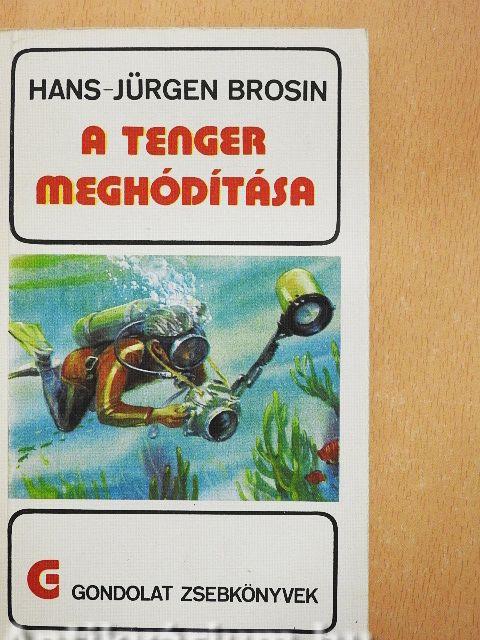 HANS-JÜRGEN BROSIN
A TENGER
MEGHÓDÍTÁSA
G GONDOLAT ZSEBKÖNYVEK